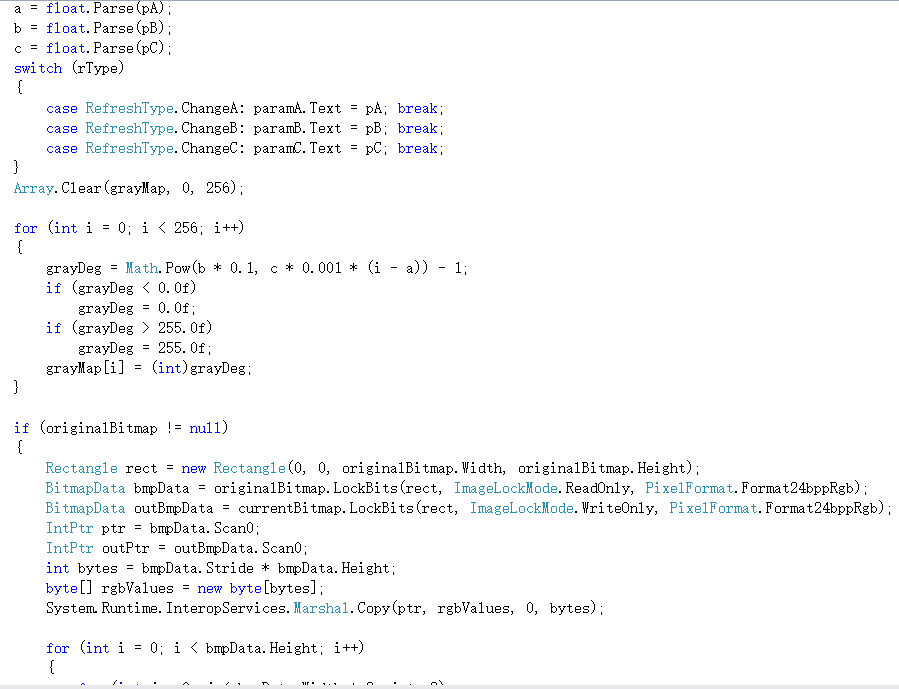 a = float.Parse(pA);
b = float.Parse(pB);
c = float.Parse(pC);
switch (rType)
{
    case RefreshType.ChangeA: paramA.Text = pA; break;
    case RefreshType.ChangeB: paramB.Text = pB; break;
    case RefreshType.ChangeC: paramC.Text = pC; break;
}
Array.Clear(grayMap, 0, 256);

for (int i = 0; i < 256; i++)
{
    grayDeg = Math.Pow(b * 0.1, c * 0.001 * (i - a)) - 1;
    if (grayDeg < 0.0f)
        grayDeg = 0.0f;
    if (grayDeg > 255.0f)
        grayDeg = 255.0f;
    grayMap[i] = (int)grayDeg;
}

if (originalBitmap != null)
{
    Rectangle rect = new Rectangle(0, 0, originalBitmap.Width, originalBitmap.Height);
    BitmapData bmpData = originalBitmap.LockBits(rect, ImageLockMode.ReadOnly, PixelFormat.Format24bppRgb);
    BitmapData outBmpData = currentBitmap.LockBits(rect, ImageLockMode.WriteOnly, PixelFormat.Format24bppRgb);
    IntPtr ptr = bmpData.Scan0;
    IntPtr outPtr = outBmpData.Scan0;
    int bytes = bmpData.Stride * bmpData.Height;
    byte[] rgbValues = new byte[bytes];
    System.Runtime.InteropServices.Marshal.Copy(ptr, rgbValues, 0, bytes);

    for (int i = 0; i < bmpData.Height; i++)
    {